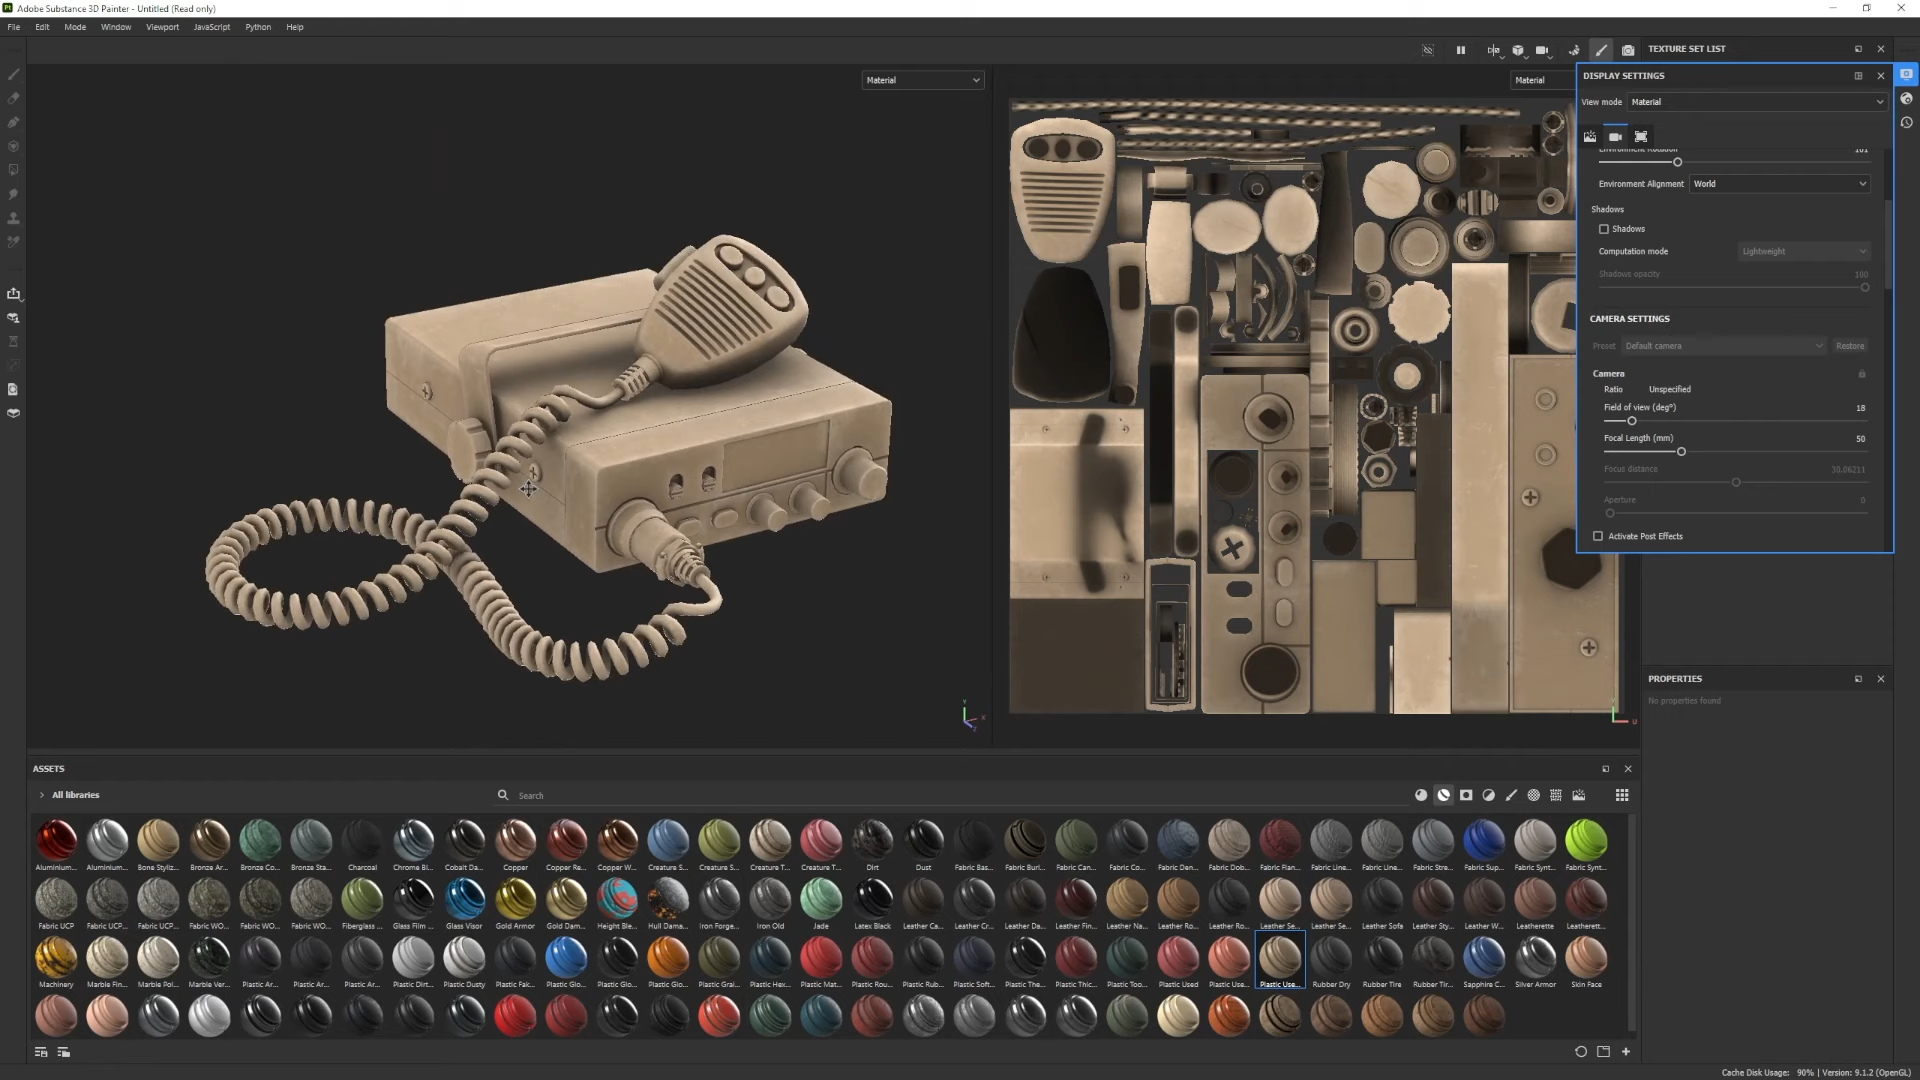 Adobe Substance 3D Painter - Untitled (Read only)
File Edit Mode Window Viewport JavaScript Python Help
Material
Material
TEXTURE SET LIST
DISPLAY SETTINGS
View mode Material
Environment Rotation 161
Environment Alignment World
Shadows
Shadows
Computation mode Lightweight
Shadows opacity 100
CAMERA SETTINGS
Preset Default camera Restore
Camera
Ratio Unspecified
Field of view (deg°) 18
Focal Length (mm) 50
Focus distance 30.06211
Aperture 0
Activate Post Effects
PROPERTIES
No properties found
ASSETS
All libraries
Search
Aluminium... Aluminium... Bone Styliz... Bronze Ar... Bronze Co... Bronze Sta... Charcoal Chrome Bl... Cobalt Da... Copper Copper Re... Copper W... Creature S... Creature S... Creature T... Creature T... Dirt Dust Fabric Bas... Fabric Burl... Fabric Can... Fabric Co... Fabric Den... Fabric Dob... Fabric Flan... Fabric Line... Fabric Line... Fabric Stre... Fabric Sup... Fabric Synt... Fabric Synt...
Fabric UCP Fabric UCP... Fabric UCP... Fabric WO... Fabric WO... Fabric WO... Fiberglass ... Glass Film ... Glass Visor Gold Armor Gold Dam... Height Ble... Hull Dama... Iron Forge... Iron Old Jade Latex Black Leather Ca... Leather Cr... Leather Da... Leather Fin... Leather Na... Leather Ro... Leather Ro... Leather Se... Leather Se... Leather Sofa Leather Sty... Leather W... Leatherette Leatherett...
Machinery Marble Fin... Marble Pol... Marble Ver... Plastic Ar... Plastic Ar... Plastic Ar... Plastic Dirt... Plastic Dusty Plastic Fak... Plastic Glo... Plastic Glo... Plastic Glo... Plastic Grai... Plastic Hex... Plastic Mat... Plastic Rou... Plastic Rub... Plastic Soft... Plastic The... Plastic Thic... Plastic Too... Plastic Used Plastic Use... Plastic Use... Rubber Dry Rubber Tire Rubber Tir... Sapphire C... Silver Armor Skin Face
Cache Disk Usage: 90% | Version: 9.1.2 (OpenGL)